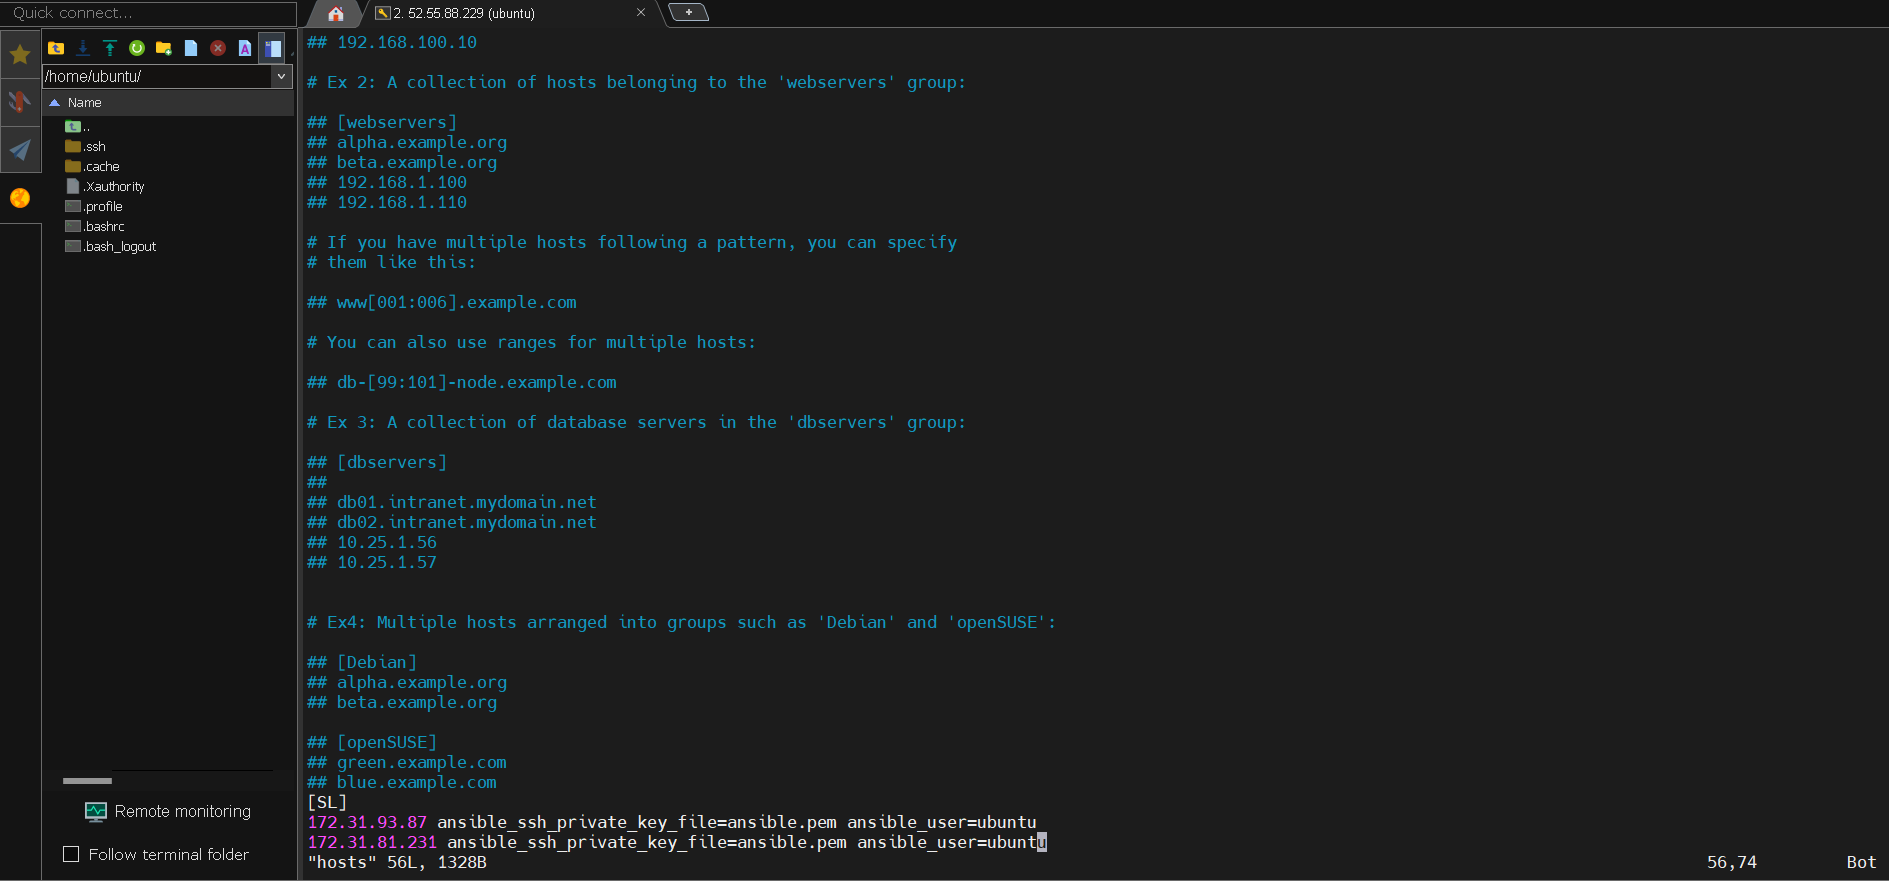 Quick connect...
2. 52.55.88.229 (ubuntu)
/home/ubuntu/
Name
..
.ssh
.cache
.Xauthority
.profile
.bashrc
.bash_logout
Remote monitoring
Follow terminal folder
## 192.168.100.10
# Ex 2: A collection of hosts belonging to the 'webservers' group:
## [webservers]
## alpha.example.org
## beta.example.org
## 192.168.1.100
## 192.168.1.110
# If you have multiple hosts following a pattern, you can specify
# them like this:
## www[001:006].example.com
# You can also use ranges for multiple hosts:
## db-[99:101]-node.example.com
# Ex 3: A collection of database servers in the 'dbservers' group:
## [dbservers]
##
## db01.intranet.mydomain.net
## db02.intranet.mydomain.net
## 10.25.1.56
## 10.25.1.57
# Ex4: Multiple hosts arranged into groups such as 'Debian' and 'openSUSE':
## [Debian]
## alpha.example.org
## beta.example.org
## [openSUSE]
## green.example.com
## blue.example.com
[SL]
172.31.93.87 ansible_ssh_private_key_file=ansible.pem ansible_user=ubuntu
172.31.81.231 ansible_ssh_private_key_file=ansible.pem ansible_user=ubuntu
"hosts" 56L, 1328B 56,74 Bot